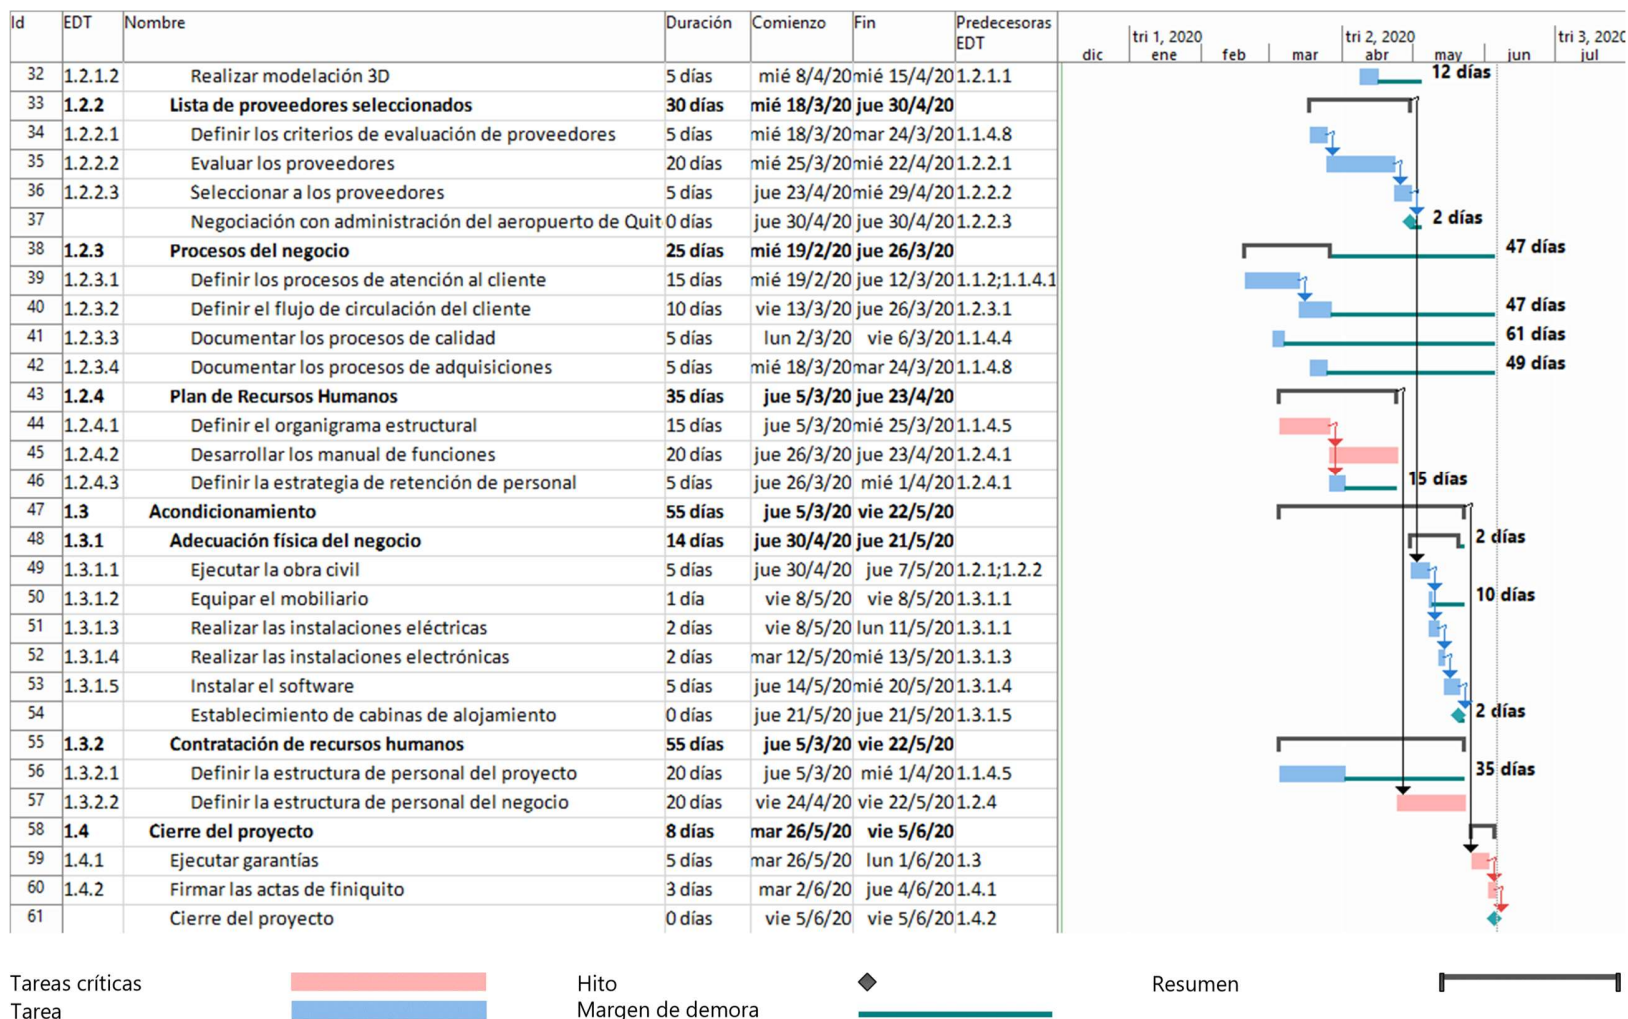 Id EDT Nombre Duración Comienzo Fin Predecesoras EDT tri 1, 2020 tri 2, 2020 tri 3, 2020
dic ene feb mar abr may jun jul
32 1.2.1.2 Realizar modelación 3D 5 días mié 8/4/20 mié 15/4/20 1.2.1.1 12 días
33 1.2.2 Lista de proveedores seleccionados 30 días mié 18/3/20 jue 30/4/20
34 1.2.2.1 Definir los criterios de evaluación de proveedores 5 días mié 18/3/20 mar 24/3/20 1.1.4.8
35 1.2.2.2 Evaluar los proveedores 20 días mié 25/3/20 mié 22/4/20 1.2.2.1
36 1.2.2.3 Seleccionar a los proveedores 5 días jue 23/4/20 mié 29/4/20 1.2.2.2
37 Negociación con administración del aeropuerto de Quit 0 días jue 30/4/20 jue 30/4/20 1.2.2.3 2 días
38 1.2.3 Procesos del negocio 25 días mié 19/2/20 jue 26/3/20 47 días
39 1.2.3.1 Definir los procesos de atención al cliente 15 días mié 19/2/20 jue 12/3/20 1.1.2;1.1.4.1
40 1.2.3.2 Definir el flujo de circulación del cliente 10 días vie 13/3/20 jue 26/3/20 1.2.3.1 47 días
41 1.2.3.3 Documentar los procesos de calidad 5 días lun 2/3/20 vie 6/3/20 1.1.4.4 61 días
42 1.2.3.4 Documentar los procesos de adquisiciones 5 días mié 18/3/20 mar 24/3/20 1.1.4.8 49 días
43 1.2.4 Plan de Recursos Humanos 35 días jue 5/3/20 jue 23/4/20
44 1.2.4.1 Definir el organigrama estructural 15 días jue 5/3/20 mié 25/3/20 1.1.4.5
45 1.2.4.2 Desarrollar los manual de funciones 20 días jue 26/3/20 jue 23/4/20 1.2.4.1
46 1.2.4.3 Definir la estrategia de retención de personal 5 días jue 26/3/20 mié 1/4/20 1.2.4.1 15 días
47 1.3 Acondicionamiento 55 días jue 5/3/20 vie 22/5/20
48 1.3.1 Adecuación física del negocio 14 días jue 30/4/20 jue 21/5/20 2 días
49 1.3.1.1 Ejecutar la obra civil 5 días jue 30/4/20 jue 7/5/20 1.2.1;1.2.2
50 1.3.1.2 Equipar el mobiliario 1 día vie 8/5/20 vie 8/5/20 1.3.1.1 10 días
51 1.3.1.3 Realizar las instalaciones eléctricas 2 días vie 8/5/20 lun 11/5/20 1.3.1.1
52 1.3.1.4 Realizar las instalaciones electrónicas 2 días mar 12/5/20 mié 13/5/20 1.3.1.3
53 1.3.1.5 Instalar el software 5 días jue 14/5/20 mié 20/5/20 1.3.1.4
54 Establecimiento de cabinas de alojamiento 0 días jue 21/5/20 jue 21/5/20 1.3.1.5 2 días
55 1.3.2 Contratación de recursos humanos 55 días jue 5/3/20 vie 22/5/20
56 1.3.2.1 Definir la estructura de personal del proyecto 20 días jue 5/3/20 mié 1/4/20 1.1.4.5 35 días
57 1.3.2.2 Definir la estructura de personal del negocio 20 días vie 24/4/20 vie 22/5/20 1.2.4
58 1.4 Cierre del proyecto 8 días mar 26/5/20 vie 5/6/20
59 1.4.1 Ejecutar garantías 5 días mar 26/5/20 lun 1/6/20 1.3
60 1.4.2 Firmar las actas de finiquito 3 días mar 2/6/20 jue 4/6/20 1.4.1
61 Cierre del proyecto 0 días vie 5/6/20 vie 5/6/20 1.4.2
Tareas críticas Hito Resumen
Tarea Margen de demora